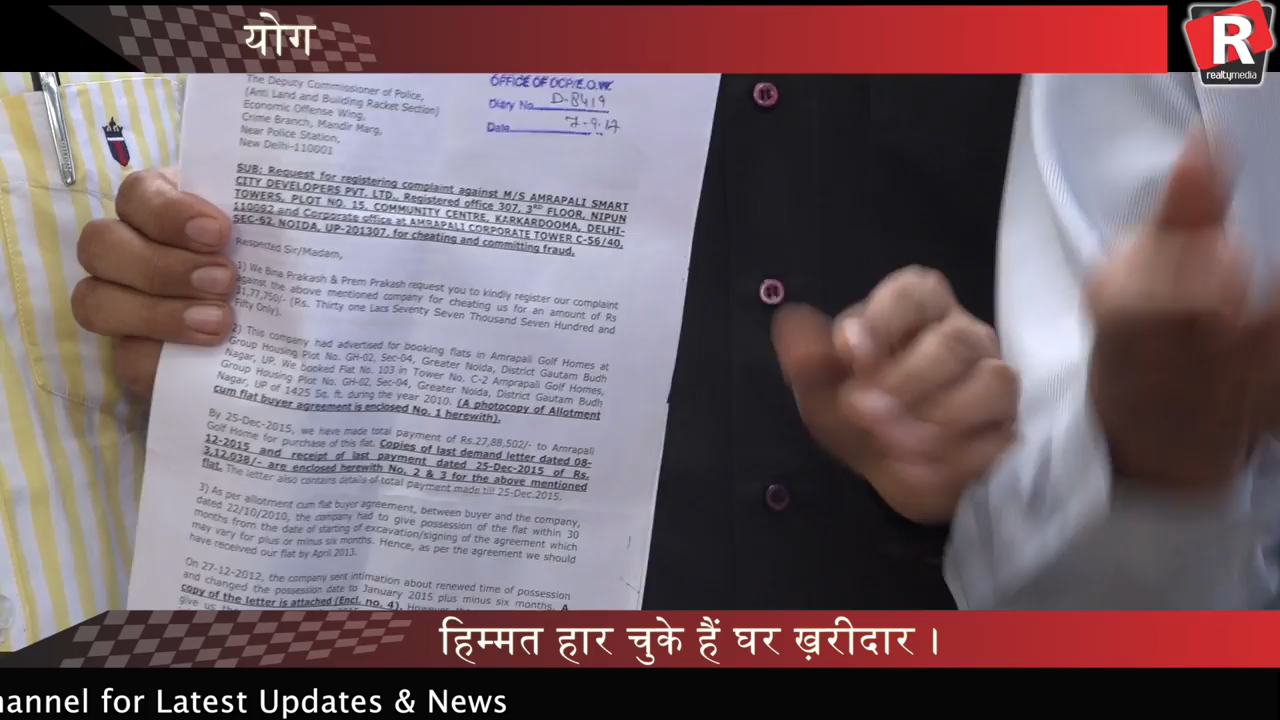 योग
R
realtymedia
The Deputy Commissioner of Police,
(Anti Land and Building Racket Section)
Economic Offense Wing,
Crime Branch, Mandir Marg,
Near Police Station,
New Delhi-110001
OFFICE OF DCP/E.O.W.
Diary No. D-8419
Date 7-9-17
SUB: Request for registering complaint against M/S AMRAPALI SMART
CITY DEVELOPERS PVT. LTD., Registered office 307, 3RD FLOOR, NIPUN
TOWERS, PLOT NO. 15, COMMUNITY CENTRE, KARKARDOOMA, DELHI-
110092 and Corporate office at AMRAPALI CORPORATE TOWER C-56/40,
SEC-62, NOIDA, UP-201307, for cheating and committing fraud.
Respected Sir/Madam,
1) We Bina Prakash & Prem Prakash request you to kindly register our complaint
against the above mentioned company for cheating us for an amount of Rs
31,77,750/- (Rs. Thirty one Lacs Seventy Seven Thousand Seven Hundred and
Fifty Only).
2) This company had advertised for booking flats in Amrapali Golf Homes at
Group Housing Plot No. GH-02, Sec-04, Greater Noida, District Gautam Budh
Nagar, UP. We booked Flat No. 103 in Tower No. C-2 Amprapali Golf Homes,
Group Housing Plot No. GH-02, Sec-04, Greater Noida, District Gautam Budh
Nagar, UP of 1425 Sq. ft. during the year 2010. (A photocopy of Allotment
cum flat buyer agreement is enclosed No. 1 herewith).
By 25-Dec-2015, we have made total payment of Rs.27,88,502/- to Amrapali
Golf Home for purchase of this flat. Copies of last demand letter dated 08-
12-2015 and receipt of last payment dated 25-Dec-2015 of Rs.
3,12,038/- are enclosed herewith No. 2 & 3 for the above mentioned
flat. The letter also contains details of total payment made till 25-Dec.2015.
3) As per allotment cum flat buyer agreement, between buyer and the company,
dated 22/10/2010, the company had to give possession of the flat within 30
months from the date of starting of excavation/signing of the agreement which
may vary for plus or minus six months. Hence, as per the agreement we should
have received our flat by April 2013.
On 27-12-2012, the company sent intimation about renewed time of possession
and changed the possession date to January 2015 plus minus six months. A
copy of the letter is attached (Encl. no. 4). However
give us
हिम्मत हार चुके हैं घर ख़रीदार ।
hannel for Latest Updates & News